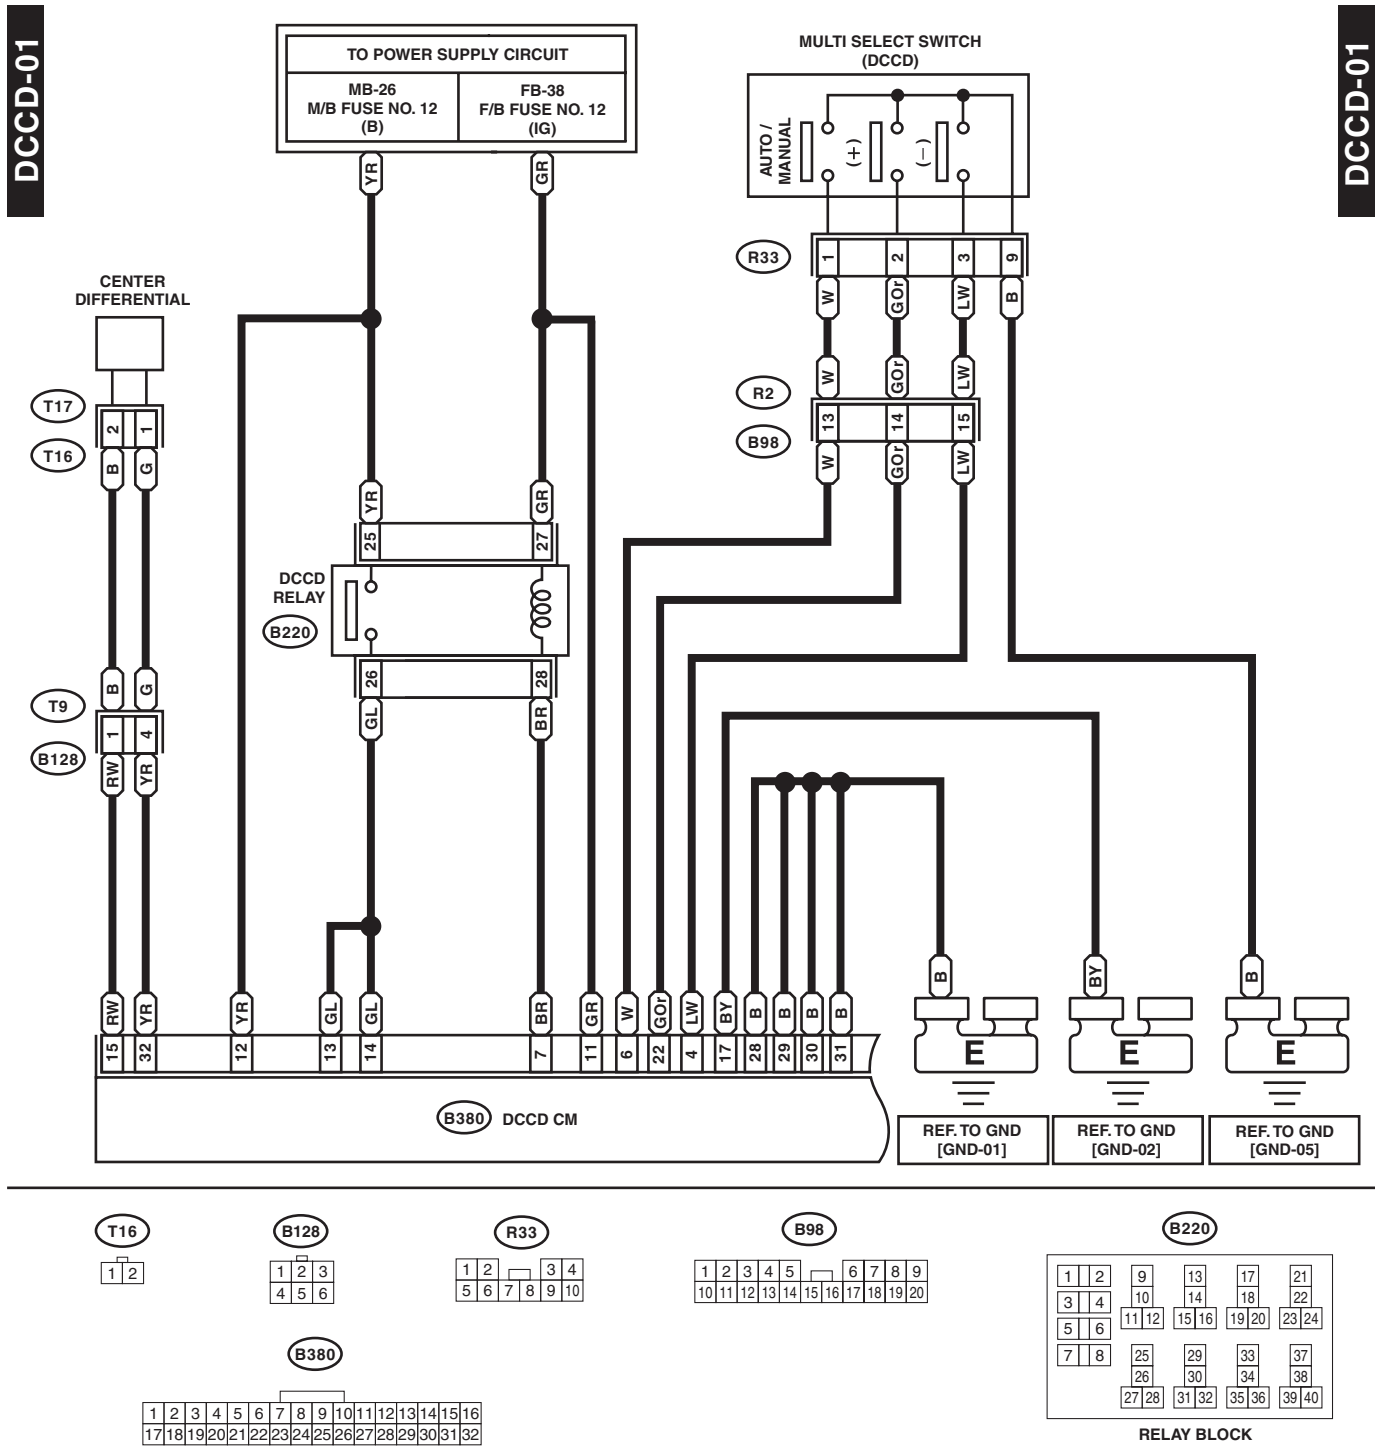 DCCD-01
DCCD-01
TO POWER SUPPLY CIRCUIT
MB-26
M/B FUSE NO. 12
(B)
FB-38
F/B FUSE NO. 12
(IG)
MULTI SELECT SWITCH
(DCCD)
AUTO /
MANUAL
(+)
(−)
YR
GR
R33
1
2
3
9
W
GOr
LW
B
CENTER
DIFFERENTIAL
W
GOr
LW
R2
13
14
15
B98
W
GOr
LW
T17
2
1
T16
B
G
YR
GR
25
27
DCCD
RELAY
B220
26
28
GL
BR
B
G
T9
1
4
B128
RW
YR
B
BY
B
RW
YR
YR
GL
GL
BR
GR
W
GOr
LW
BY
B
B
B
B
15
32
12
13
14
7
11
6
22
4
17
28
29
30
31
E
E
E
B380 DCCD CM
REF. TO GND
[GND-01]
REF. TO GND
[GND-02]
REF. TO GND
[GND-05]
T16
1 2
B128
1 2 3
4 5 6
R33
1 2 3 4
5 6 7 8 9 10
B98
1 2 3 4 5 6 7 8 9
10 11 12 13 14 15 16 17 18 19 20
B220
1 2 9 13 17 21
10 14 18 22
3 4
11 12 15 16 19 20 23 24
5 6
7 8 25 29 33 37
26 30 34 38
27 28 31 32 35 36 39 40
RELAY BLOCK
B380
1 2 3 4 5 6 7 8 9 10 11 12 13 14 15 16
17 18 19 20 21 22 23 24 25 26 27 28 29 30 31 32